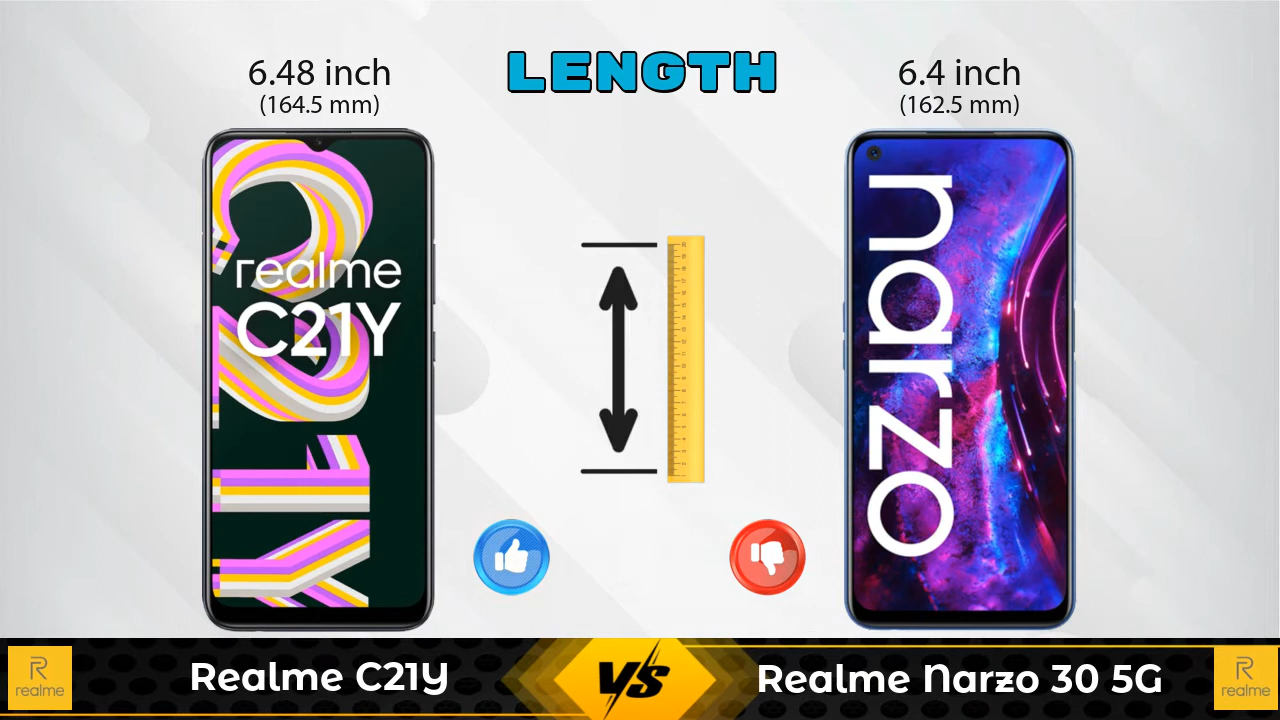 LENGTH
6.48 inch
(164.5 mm)
6.4 inch
(162.5 mm)
realme
C21Y
C21Y
narzo
realme
Realme C21Y
VS
Realme Narzo 30 5G
realme